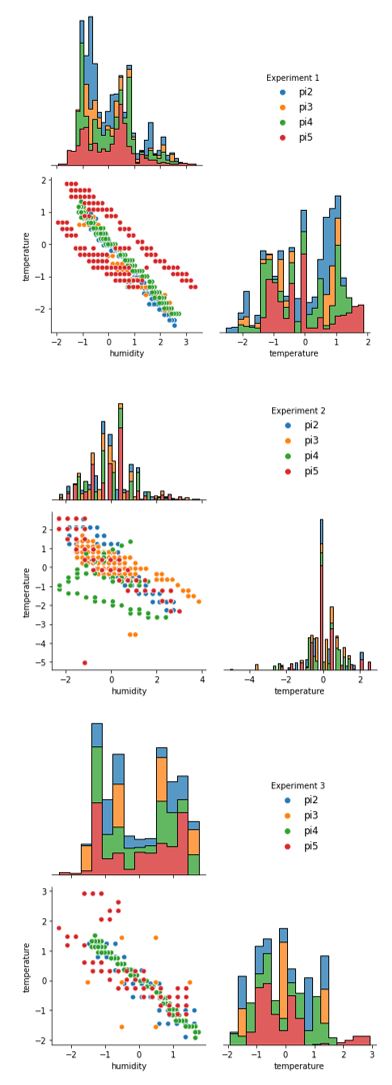 Experiment 1
pi2
pi3
pi4
pi5
2
1
0
−1
−2
temperature
−2 −1 0 1 2 3
humidity
−2 −1 0 1 2
temperature
Experiment 2
pi2
pi3
pi4
pi5
2
1
0
−1
−2
−3
−4
−5
temperature
−2 0 2 4
humidity
−4 −2 0 2
temperature
Experiment 3
pi2
pi3
pi4
pi5
3
2
1
0
−1
−2
temperature
−2 −1 0 1
humidity
−2 −1 0 1 2 3
temperature